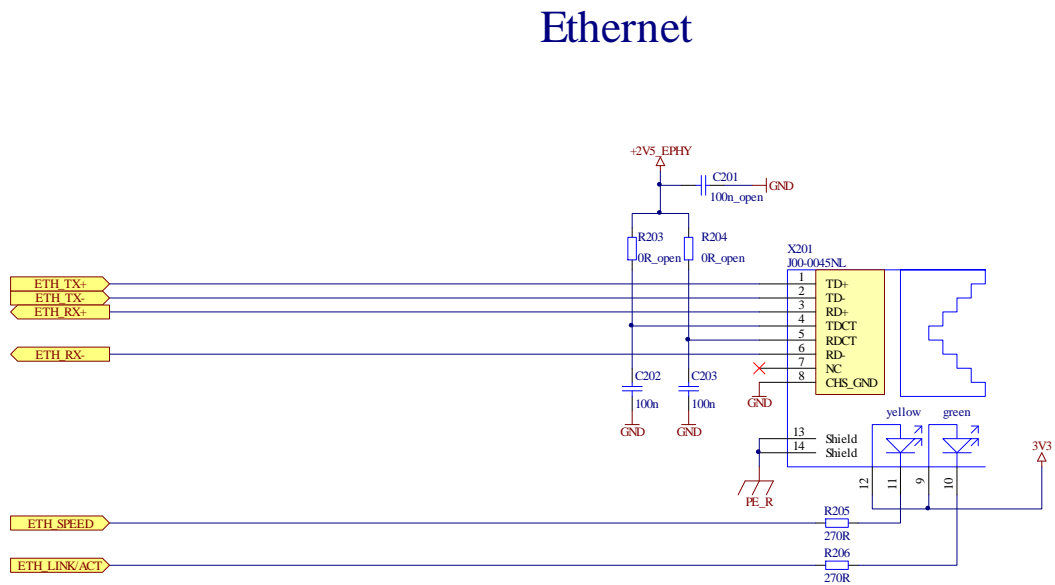 Ethernet
+2V5_EPHY
C201
GND
100n_open
R203
R204
0R_open
0R_open
X201
J00-0045NL
ETH_TX+
1
TD+
ETH_TX-
2
TD-
ETH_RX+
3
RD+
4
TDCT
5
RDCT
ETH_RX-
6
RD-
7
NC
C202
C203
8
CHS_GND
100n
100n
GND
GND
GND
yellow
green
13
Shield
14
Shield
3V3
12
11
9
10
PE_R
R205
ETH_SPEED
270R
R206
ETH_LINK/ACT
270R